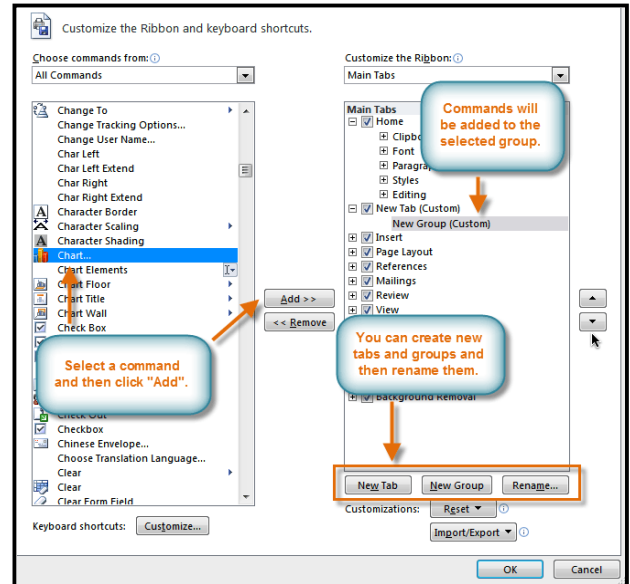 Customize the Ribbon and keyboard shortcuts.
Choose commands from:
All Commands
Change To
Change Tracking Options...
Change User Name...
Char Left
Char Left Extend
Char Right
Char Right Extend
Character Border
Character Scaling
Character Shading
Chart...
Chart Elements
Chart Floor
Chart Title
Chart Wall
Check Box
Select a command
and then click "Add".
Check Out
Checkbox
Chinese Envelope...
Choose Translation Language...
Clear
Clear
Clear Form Field
Keyboard shortcuts: Customize...
Add >>
<< Remove
Customize the Ribbon:
Main Tabs
Main Tabs
Home
Font
Styles
Editing
New Tab (Custom)
New Group (Custom)
Insert
Page Layout
References
Mailings
Review
View
Commands will
be added to the
selected group.
You can create new
tabs and groups and
then rename them.
Background Removal
New Tab New Group Rename...
Customizations: Reset
Import/Export
OK Cancel